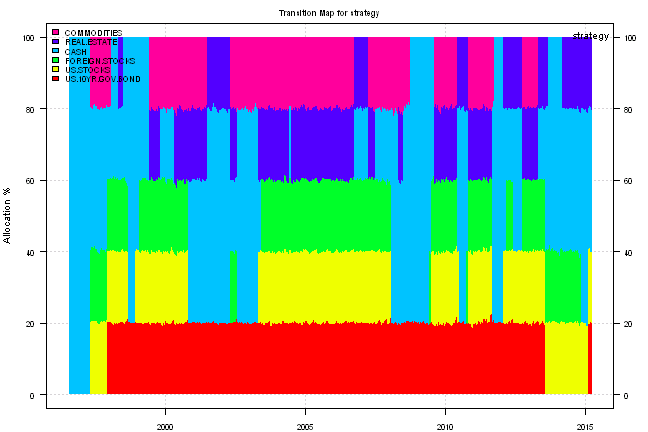 Transition Map for strategy
strategy
COMMODITIES
REAL.ESTATE
CASH
FOREIGN.STOCKS
US.STOCKS
US.10YR.GOV.BOND
Allocation %
100
80
60
40
20
0
100
80
60
40
20
0
2000 2005 2010 2015